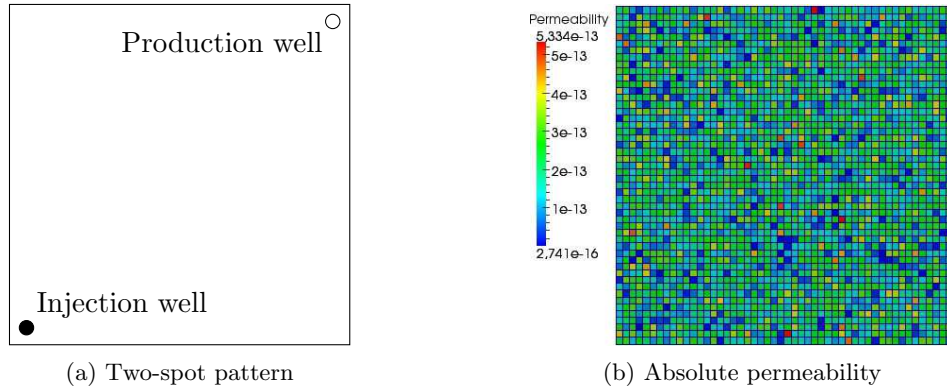 Production well
Injection well
(a) Two-spot pattern
Permeability
5,334e-13
5e-13
4e-13
3e-13
2e-13
1e-13
2,741e-16
(b) Absolute permeability